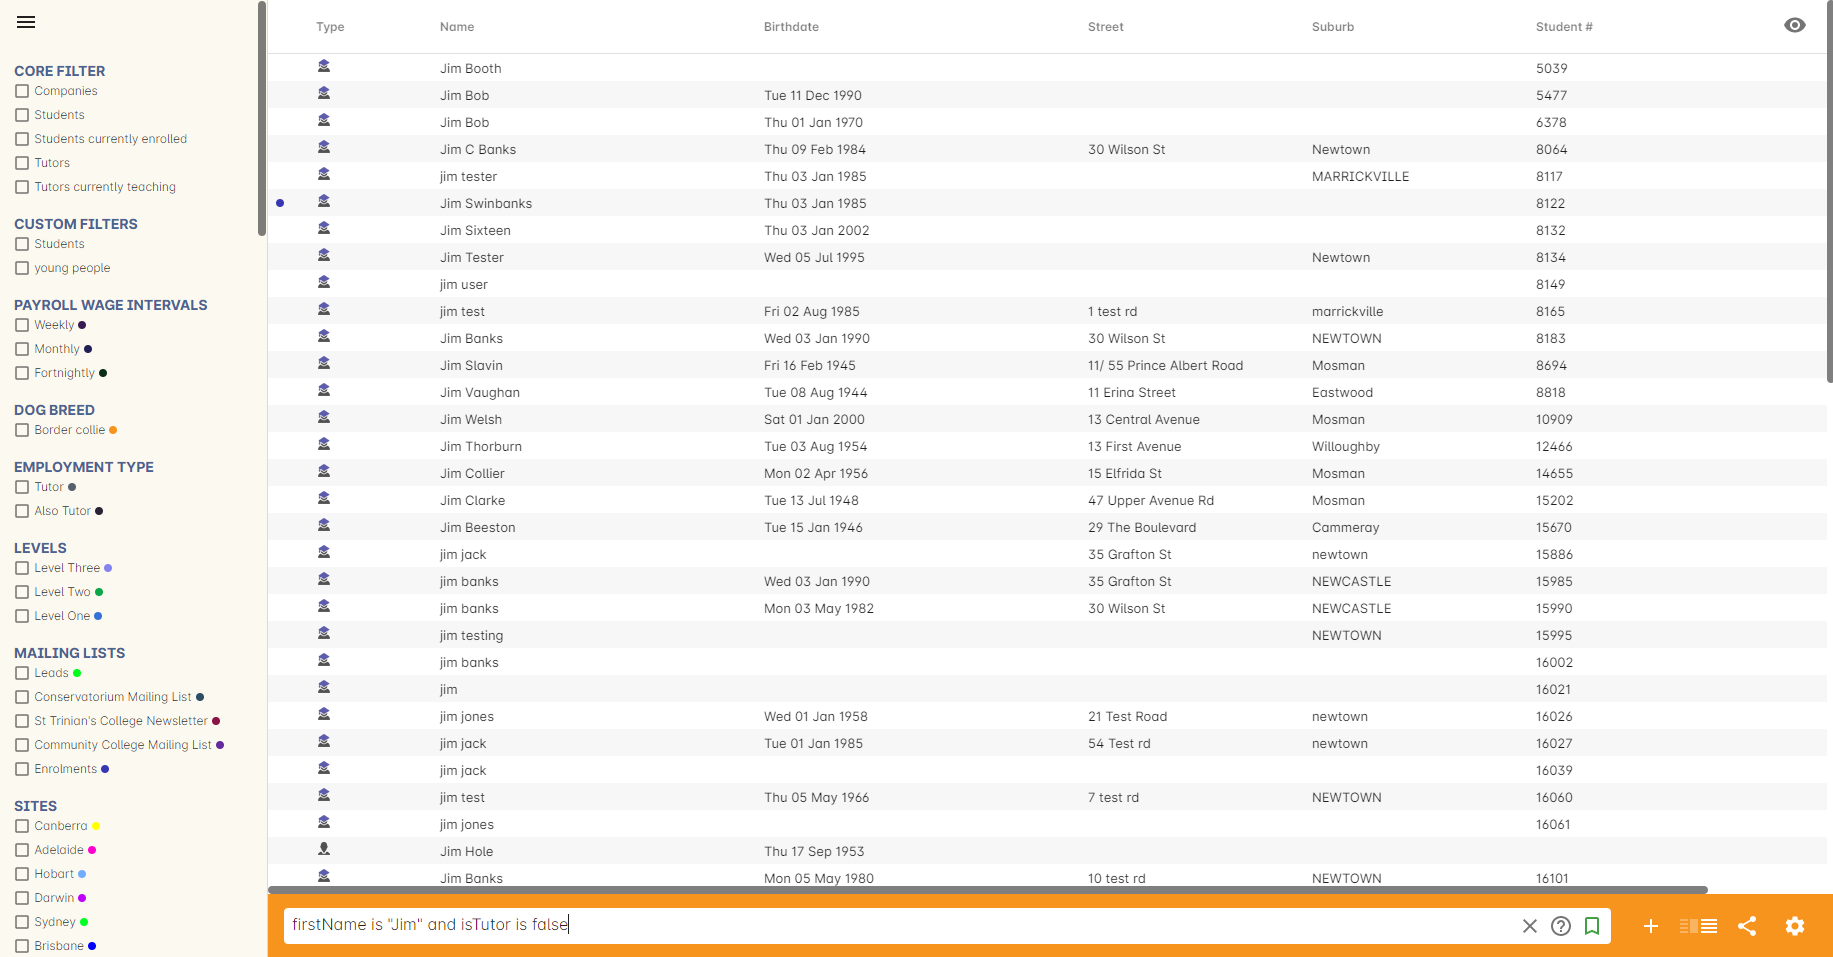 CORE FILTER
Companies
Students
Students currently enrolled
Tutors
Tutors currently teaching
CUSTOM FILTERS
Students
young people
PAYROLL WAGE INTERVALS
Weekly
Monthly
Fortnightly
DOG BREED
Border collie
EMPLOYMENT TYPE
Tutor
Also Tutor
LEVELS
Level Three
Level Two
Level One
MAILING LISTS
Leads
Conservatorium Mailing List
St Trinian's College Newsletter
Community College Mailing List
Enrolments
SITES
Canberra
Adelaide
Hobart
Darwin
Sydney
Brisbane
Type Name Birthdate Street Suburb Student #
Jim Booth 5039
Jim Bob Tue 11 Dec 1990 5477
Jim Bob Thu 01 Jan 1970 6378
Jim C Banks Thu 09 Feb 1984 30 Wilson St Newtown 8064
jim tester Thu 03 Jan 1985 MARRICKVILLE 8117
Jim Swinbanks Thu 03 Jan 1985 8122
Jim Sixteen Thu 03 Jan 2002 8132
Jim Tester Wed 05 Jul 1995 Newtown 8134
jim user 8149
jim test Fri 02 Aug 1985 1 test rd marrickville 8165
Jim Banks Wed 03 Jan 1990 30 Wilson St NEWTOWN 8183
Jim Slavin Fri 16 Feb 1945 11/ 55 Prince Albert Road Mosman 8694
Jim Vaughan Tue 08 Aug 1944 11 Erina Street Eastwood 8818
Jim Welsh Sat 01 Jan 2000 13 Central Avenue Mosman 10909
Jim Thorburn Tue 03 Aug 1954 13 First Avenue Willoughby 12466
Jim Collier Mon 02 Apr 1956 15 Elfrida St Mosman 14655
Jim Clarke Tue 13 Jul 1948 47 Upper Avenue Rd Mosman 15202
Jim Beeston Tue 15 Jan 1946 29 The Boulevard Cammeray 15670
jim jack 35 Grafton St newtown 15886
jim banks Wed 03 Jan 1990 35 Grafton St NEWCASTLE 15985
jim banks Mon 03 May 1982 30 Wilson St NEWCASTLE 15990
jim testing NEWTOWN 15995
jim banks 16002
jim 16021
jim jones Wed 01 Jan 1958 21 Test Road newtown 16026
jim jack Tue 01 Jan 1985 54 Test rd newtown 16027
jim jack 16039
jim test Thu 05 May 1966 7 test rd NEWTOWN 16060
jim jones 16061
Jim Hole Thu 17 Sep 1953
Jim Banks Mon 05 May 1980 10 test rd NEWTOWN 16101
firstName is "Jim" and isTutor is false